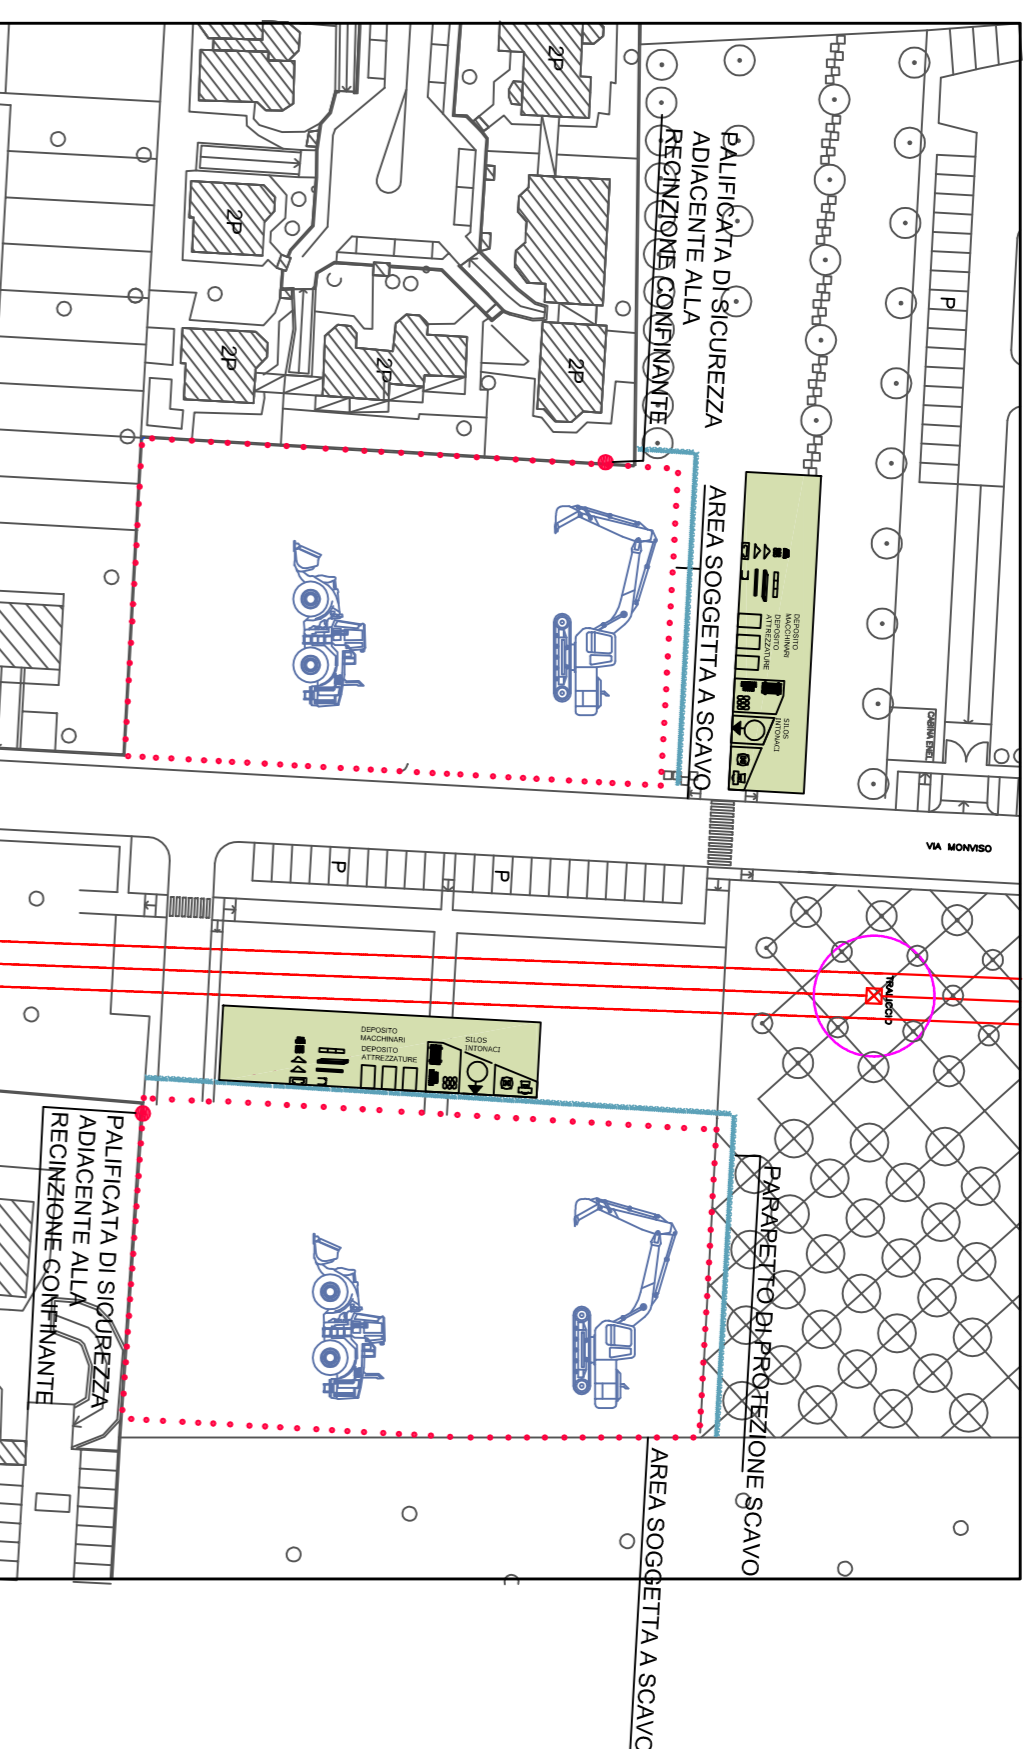 2P
2P
2P
2P
2P
P
PALIFICATA DI SICUREZZA
ADIACENTE ALLA
RECINZIONE CONFINANTE
AREA SOGGETTA A SCAVO
DEPOSITO
MACCHINARI
DEPOSITO
ATTREZZATURE
SILOS
INTONACI
CABINA ENEL
VIA MONVISO
P
P
TRALICCIO
DEPOSITO
MACCHINARI
DEPOSITO
ATTREZZATURE
SILOS
INTONACI
PALIFICATA DI SICUREZZA
ADIACENTE ALLA
RECINZIONE CONFINANTE
PARAPETTO DI PROTEZIONE SCAVO
AREA SOGGETTA A SCAVO